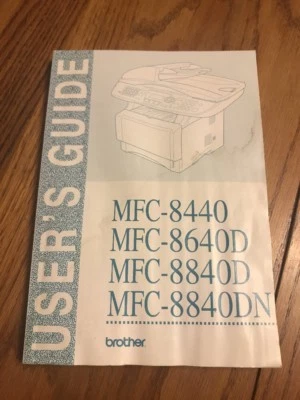 USER'S GUIDE
MFC-8440
MFC-8640D
MFC-8840D
MFC-8840DN
brother